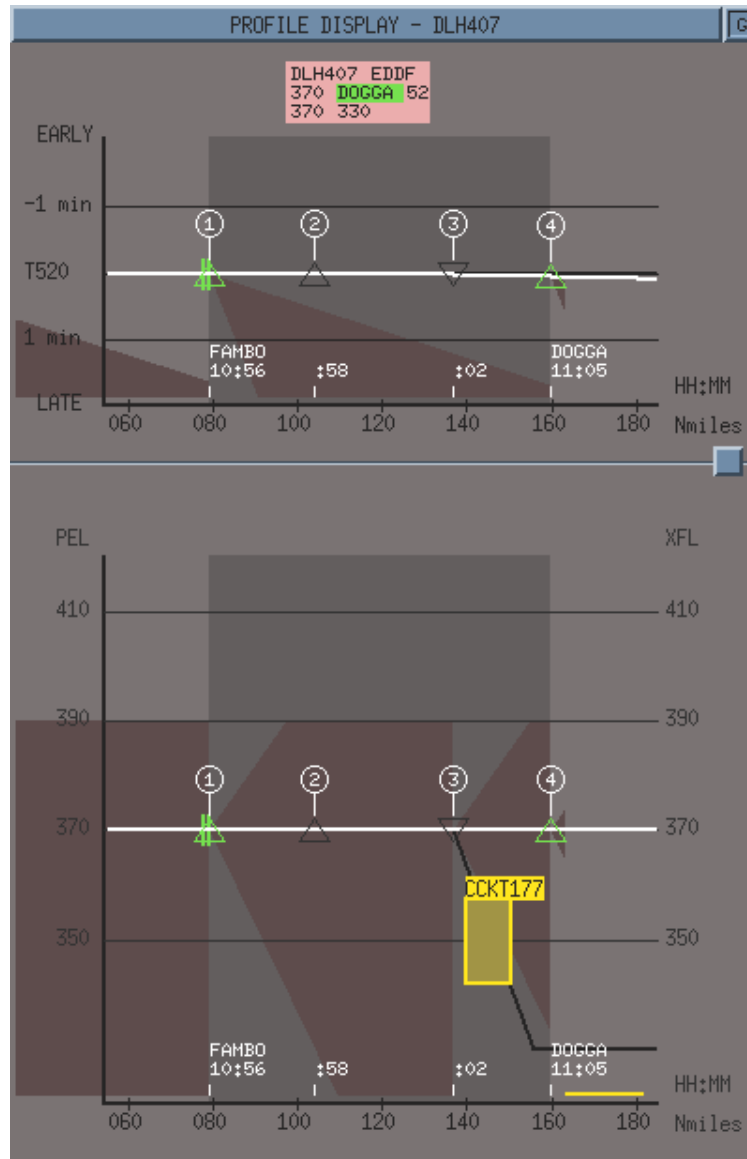 PROFILE DISPLAY - DLH407
G
DLH407 EDDF
370 DOGGA 52
370 330
EARLY
-1 min
1 2 3 4
T520
1 min
FAMBO DOGGA
10:56 :58 :02 11:05
HH:MM
LATE
060 080 100 120 140 160 180 Nmiles
PEL XFL
410 410
390 390
1 2 3 4
370 370
CCKT177
350 350
FAMBO DOGGA
10:56 :58 :02 11:05
HH:MM
060 080 100 120 140 160 180 Nmiles